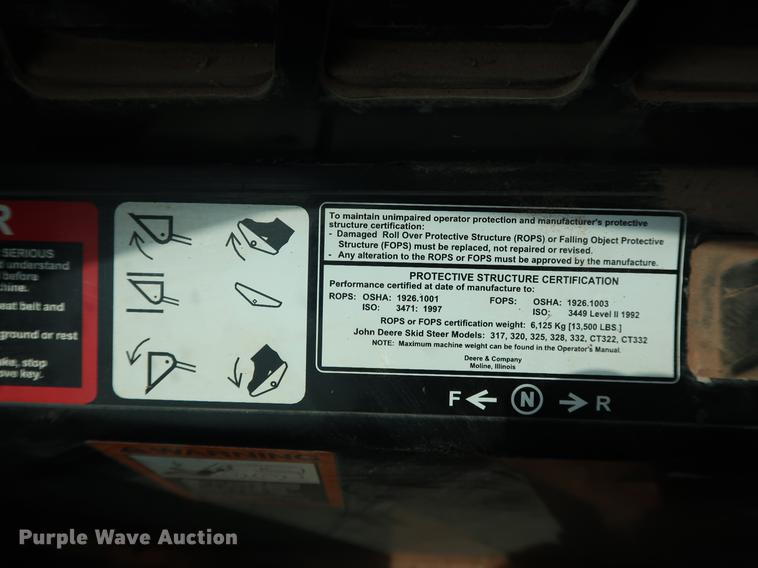 R
SERIOUS
understand
before
hine.
eat belt and
ground or rest
ake, stop
ove key.
To maintain unimpaired operator protection and manufacturer's protective
structure certification:
- Damaged Roll Over Protective Structure (ROPS) or Falling Object Protective
Structure (FOPS) must be replaced, not repaired or revised.
- Any alteration to the ROPS or FOPS must be approved by the manufacture.
PROTECTIVE STRUCTURE CERTIFICATION
Performance certified at date of manufacture to:
ROPS: OSHA: 1926.1001 FOPS: OSHA: 1926.1003
ISO: 3471: 1997 ISO: 3449 Level II 1992
ROPS or FOPS certification weight: 6,125 Kg [13,500 LBS.]
John Deere Skid Steer Models: 317, 320, 325, 328, 332, CT322, CT332
NOTE: Maximum machine weight can be found in the Operator's Manual.
Deere & Company
Moline, Illinois
F N R
WARNING
Purple Wave Auction